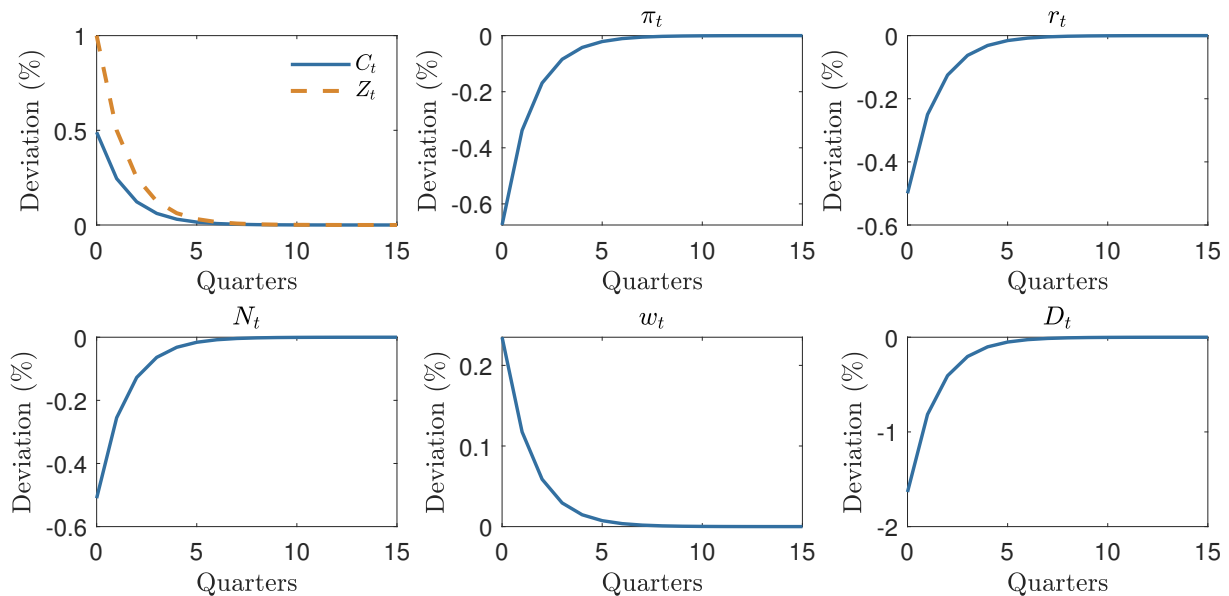 π_t
r_t
1
0.5
0
Deviation (%)
C_t
Z_t
0 5 10 15
Quarters
0
-0.2
-0.4
-0.6
Deviation (%)
0 5 10 15
Quarters
0
-0.2
-0.4
-0.6
Deviation (%)
0 5 10 15
Quarters
N_t
w_t
D_t
0
-0.2
-0.4
-0.6
Deviation (%)
0 5 10 15
Quarters
0.2
0.1
0
Deviation (%)
0 5 10 15
Quarters
0
-1
-2
Deviation (%)
0 5 10 15
Quarters